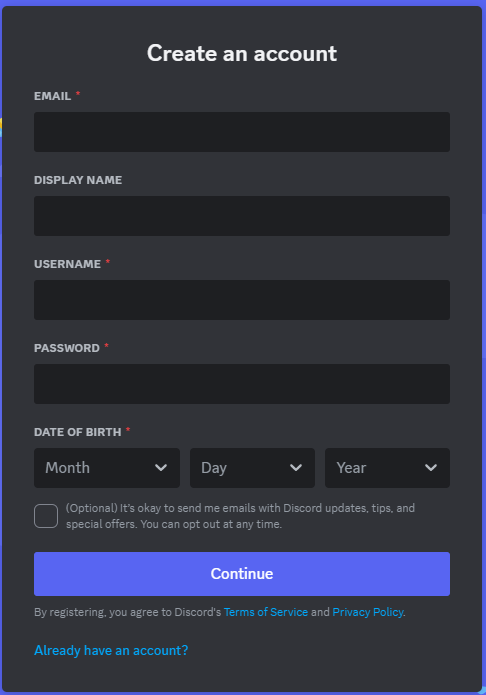 Create an account
EMAIL *
DISPLAY NAME
USERNAME *
PASSWORD *
DATE OF BIRTH *
Month Day Year
(Optional) It's okay to send me emails with Discord updates, tips, and
special offers. You can opt out at any time.
Continue
By registering, you agree to Discord's Terms of Service and Privacy Policy.
Already have an account?